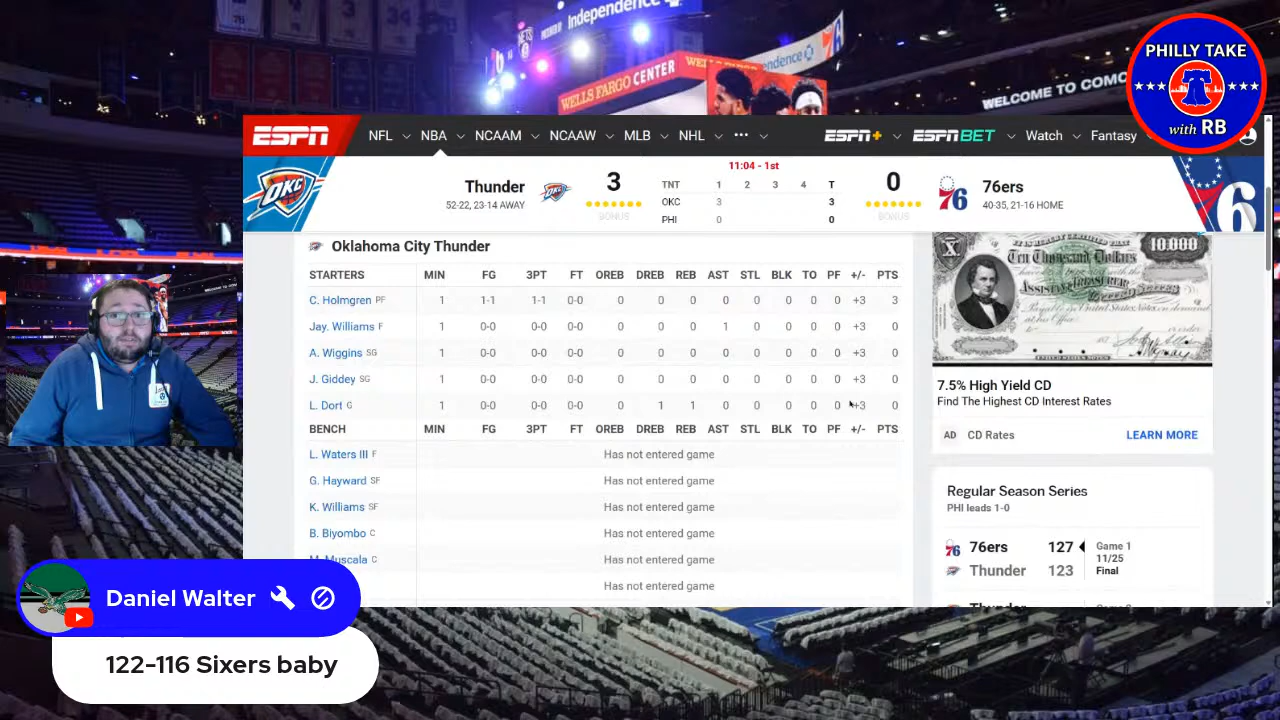 Independence
NETS
WELLS FARGO CENTER
WELCOME TO COMC
PHILLY TAKE
with RB
ESPN
NFL NBA NCAAM NCAAW MLB NHL ••• ESPN+ ESPN BET Watch Fantasy
11:04 - 1st
Thunder
52-22, 23-14 AWAY
3
BONUS
TNT 1 2 3 4 T
OKC 3 3
PHI 0 0
0
BONUS
76ers
40-35, 21-16 HOME
Oklahoma City Thunder
STARTERS MIN FG 3PT FT OREB DREB REB AST STL BLK TO PF +/- PTS
C. Holmgren PF 1 1-1 1-1 0-0 0 0 0 0 0 0 0 0 +3 3
Jay. Williams F 1 0-0 0-0 0-0 0 0 0 1 0 0 0 0 +3 0
A. Wiggins SG 1 0-0 0-0 0-0 0 0 0 0 0 0 0 0 +3 0
J. Giddey SG 1 0-0 0-0 0-0 0 0 0 0 0 0 0 0 +3 0
L. Dort G 1 0-0 0-0 0-0 0 1 1 0 0 0 0 0 +3 0
BENCH MIN FG 3PT FT OREB DREB REB AST STL BLK TO PF +/- PTS
L. Waters III F Has not entered game
G. Hayward SF Has not entered game
K. Williams SF Has not entered game
B. Biyombo C Has not entered game
M. Muscala C Has not entered game
Has not entered game
X 10.000
Ten Thousand Dollars
7.5% High Yield CD
Find The Highest CD Interest Rates
AD CD Rates LEARN MORE
Regular Season Series
PHI leads 1-0
76ers 127 Game 1
11/25
Thunder 123 Final
Thunder
Daniel Walter
122-116 Sixers baby